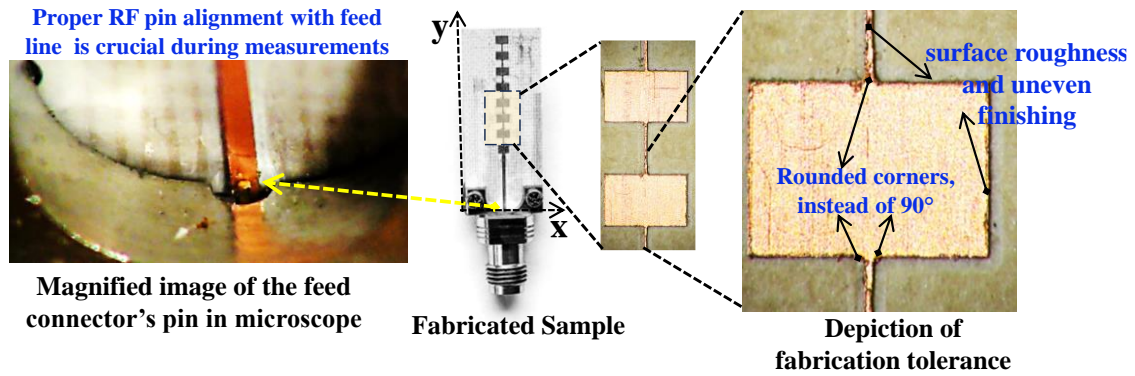 Proper RF pin alignment with feed
line is crucial during measurements
Magnified image of the feed
connector's pin in microscope
y
x
Fabricated Sample
surface roughness
and uneven
finishing
Rounded corners,
instead of 90°
Depiction of
fabrication tolerance